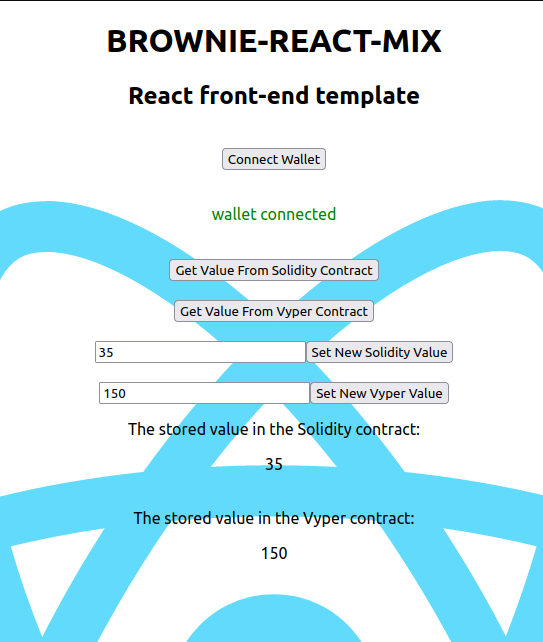 BROWNIE-REACT-MIX
React front-end template
Connect Wallet
wallet connected
Get Value From Solidity Contract
Get Value From Vyper Contract
35 Set New Solidity Value
150 Set New Vyper Value
The stored value in the Solidity contract:
35
The stored value in the Vyper contract:
150